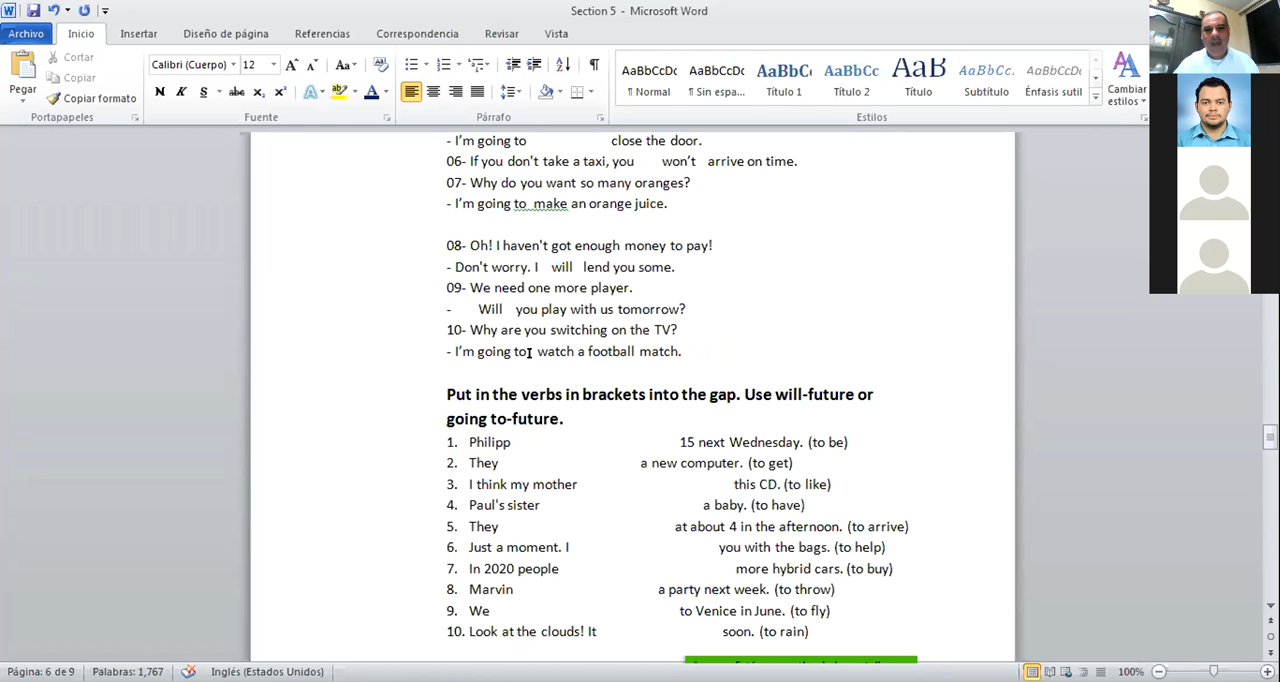 Section 5 - Microsoft Word
Archivo Inicio Insertar Diseño de página Referencias Correspondencia Revisar Vista
Pegar
Cortar
Copiar
Copiar formato
Portapapeles
Calibri (Cuerpo) 12
N K S abc x₂ x²
Fuente
Párrafo
AaBbCcDc AaBbCcDc AaBbC AaBbCc AaB AaBbCc. AaBbCcDc
¶ Normal ¶ Sin espa... Título 1 Título 2 Título Subtítulo Énfasis sutil
Cambiar
estilos
Estilos
- I'm going to close the door.
06- If you don't take a taxi, you won't arrive on time.
07- Why do you want so many oranges?
- I'm going to make an orange juice.
08- Oh! I haven't got enough money to pay!
- Don't worry. I will lend you some.
09- We need one more player.
- Will you play with us tomorrow?
10- Why are you switching on the TV?
- I'm going to watch a football match.
Put in the verbs in brackets into the gap. Use will-future or
going to-future.
1. Philipp 15 next Wednesday. (to be)
2. They a new computer. (to get)
3. I think my mother this CD. (to like)
4. Paul's sister a baby. (to have)
5. They at about 4 in the afternoon. (to arrive)
6. Just a moment. I you with the bags. (to help)
7. In 2020 people more hybrid cars. (to buy)
8. Marvin a party next week. (to throw)
9. We to Venice in June. (to fly)
10. Look at the clouds! It soon. (to rain)
Página: 6 de 9 Palabras: 1,767 Inglés (Estados Unidos) 100%